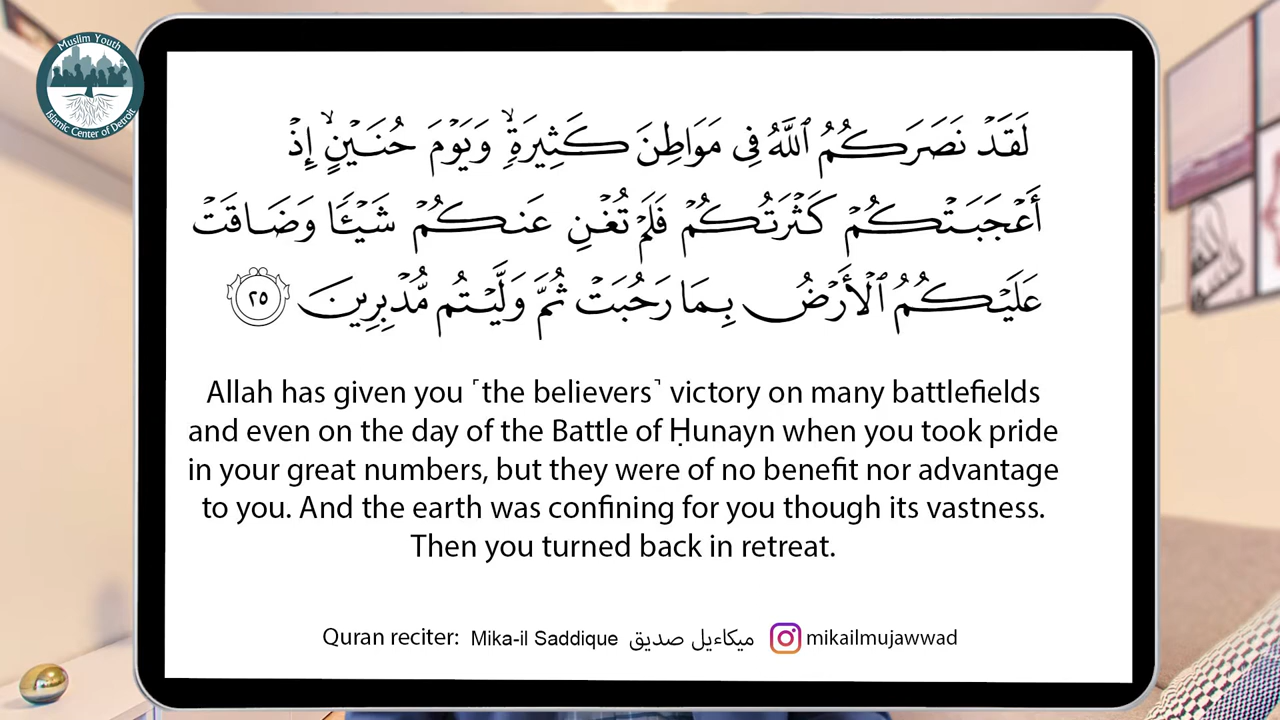 Muslim Youth
Islamic Center of Detroit
لَقَدۡ نَصَرَكُمُ ٱللَّهُ فِي مَوَاطِنَ كَثِيرَةٖۙ وَيَوۡمَ حُنَيۡنٍۙ إِذۡ
أَعۡجَبَتۡكُمۡ كَثۡرَتُكُمۡ فَلَمۡ تُغۡنِ عَنكُمۡ شَيۡـٔٗا وَضَاقَتۡ
عَلَيۡكُمُ ٱلۡأَرۡضُ بِمَا رَحُبَتۡ ثُمَّ وَلَّيۡتُم مُّدۡبِرِينَ ٢٥
Allah has given you ⸢the believers⸣ victory on many battlefields
and even on the day of the Battle of Ḥunayn when you took pride
in your great numbers, but they were of no benefit nor advantage
to you. And the earth was confining for you though its vastness.
Then you turned back in retreat.
Quran reciter: Mika-il Saddique ميكاءيل صديق mikailmujawwad